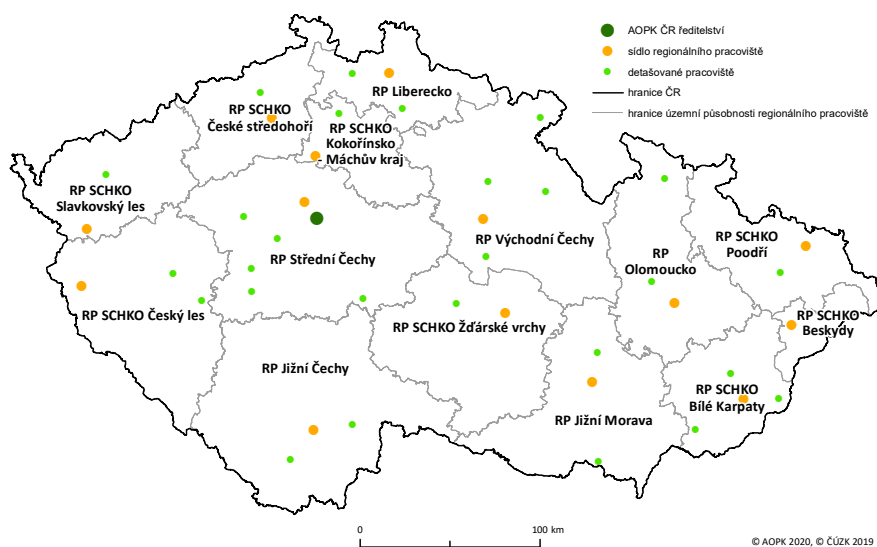 AOPK ČR ředitelství
sídlo regionálního pracoviště
detašované pracoviště
hranice ČR
hranice územní působnosti regionálního pracoviště
RP Liberecko
RP SCHKO
České středohoří
RP SCHKO
Kokořínsko
- Máchův kraj
RP SCHKO
Slavkovský les
RP Střední Čechy
RP Východní Čechy
RP
Olomoucko
RP SCHKO
Poodří
RP SCHKO Český les
RP SCHKO Žďárské vrchy
RP SCHKO
Beskydy
RP Jižní Čechy
RP SCHKO
Bílé Karpaty
RP Jižní Morava
0
100 km
© AOPK 2020, © ČÚZK 2019